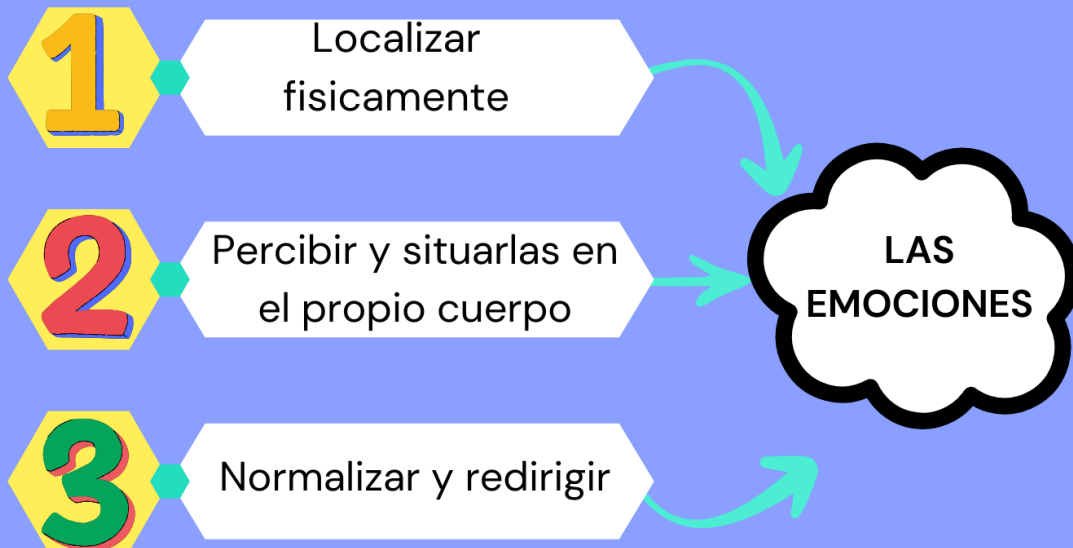 1
Localizar
fisicamente
2
Percibir y situarlas en
el propio cuerpo
3
Normalizar y redirigir
LAS
EMOCIONES